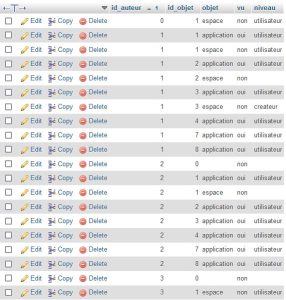 id_auteur 1 id_objet objet vu niveau
Edit Copy Delete 0 1 espace non utilisateur
Edit Copy Delete 1 1 application oui utilisateur
Edit Copy Delete 1 1 espace non
Edit Copy Delete 1 2 application oui utilisateur
Edit Copy Delete 1 2 espace non
Edit Copy Delete 1 3 application oui utilisateur
Edit Copy Delete 1 3 espace non createur
Edit Copy Delete 1 4 application oui utilisateur
Edit Copy Delete 1 7 application oui utilisateur
Edit Copy Delete 1 8 application oui utilisateur
Edit Copy Delete 2 0 non
Edit Copy Delete 2 1 application oui utilisateur
Edit Copy Delete 2 1 espace non
Edit Copy Delete 2 2 application oui utilisateur
Edit Copy Delete 2 3 application oui utilisateur
Edit Copy Delete 2 4 application oui utilisateur
Edit Copy Delete 2 7 application oui utilisateur
Edit Copy Delete 2 8 application oui utilisateur
Edit Copy Delete 3 0 non
Edit Copy Delete 3 1 espace non utilisateur